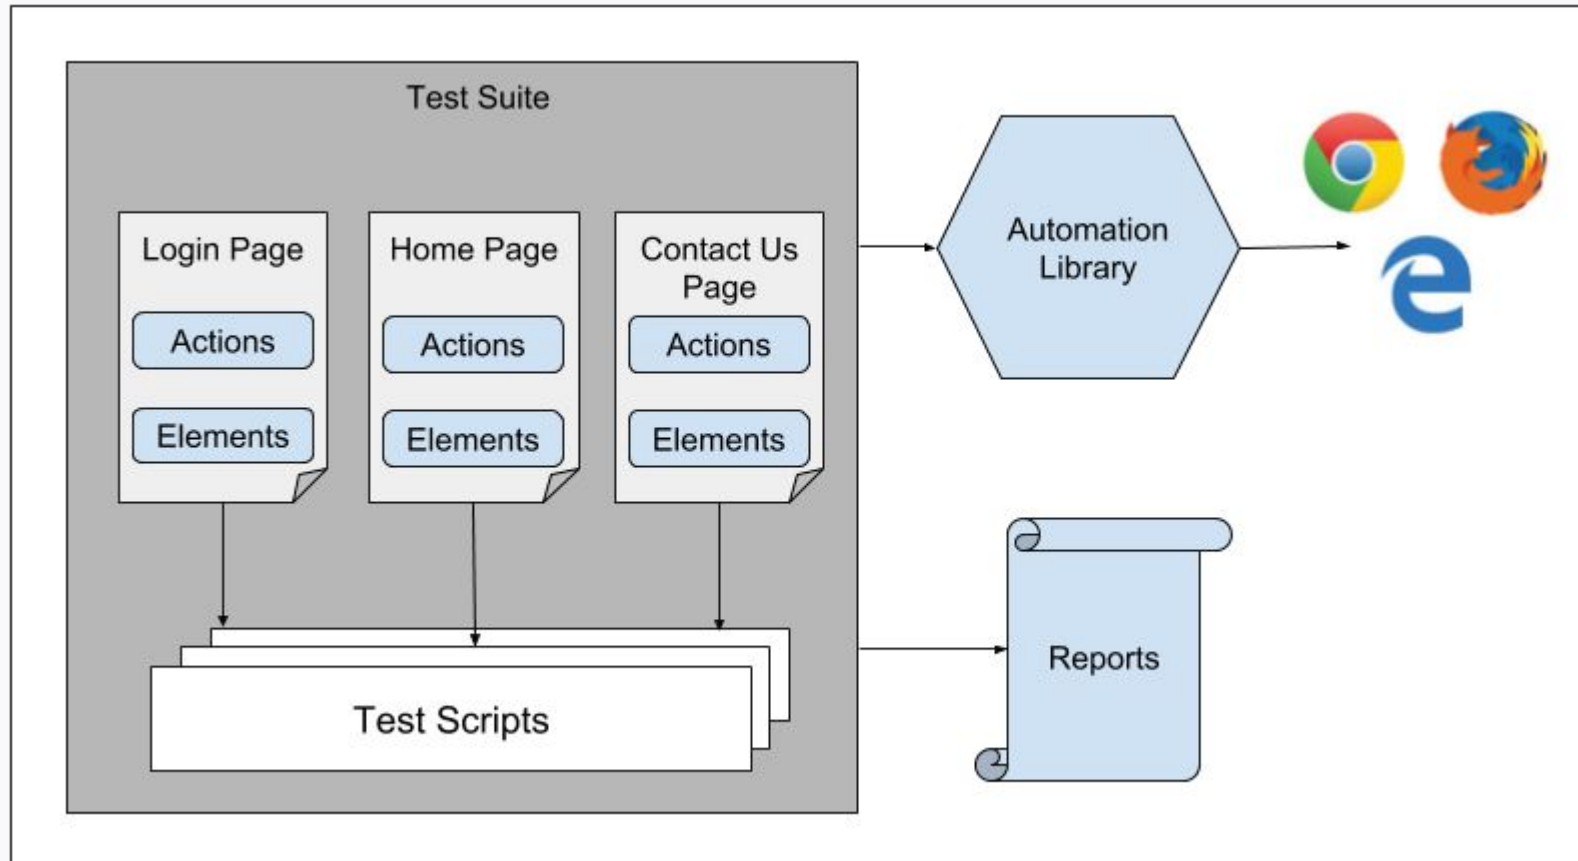 Test Suite
Login Page
Actions
Elements
Home Page
Actions
Elements
Contact Us
Page
Actions
Elements
Test Scripts
Automation
Library
Reports